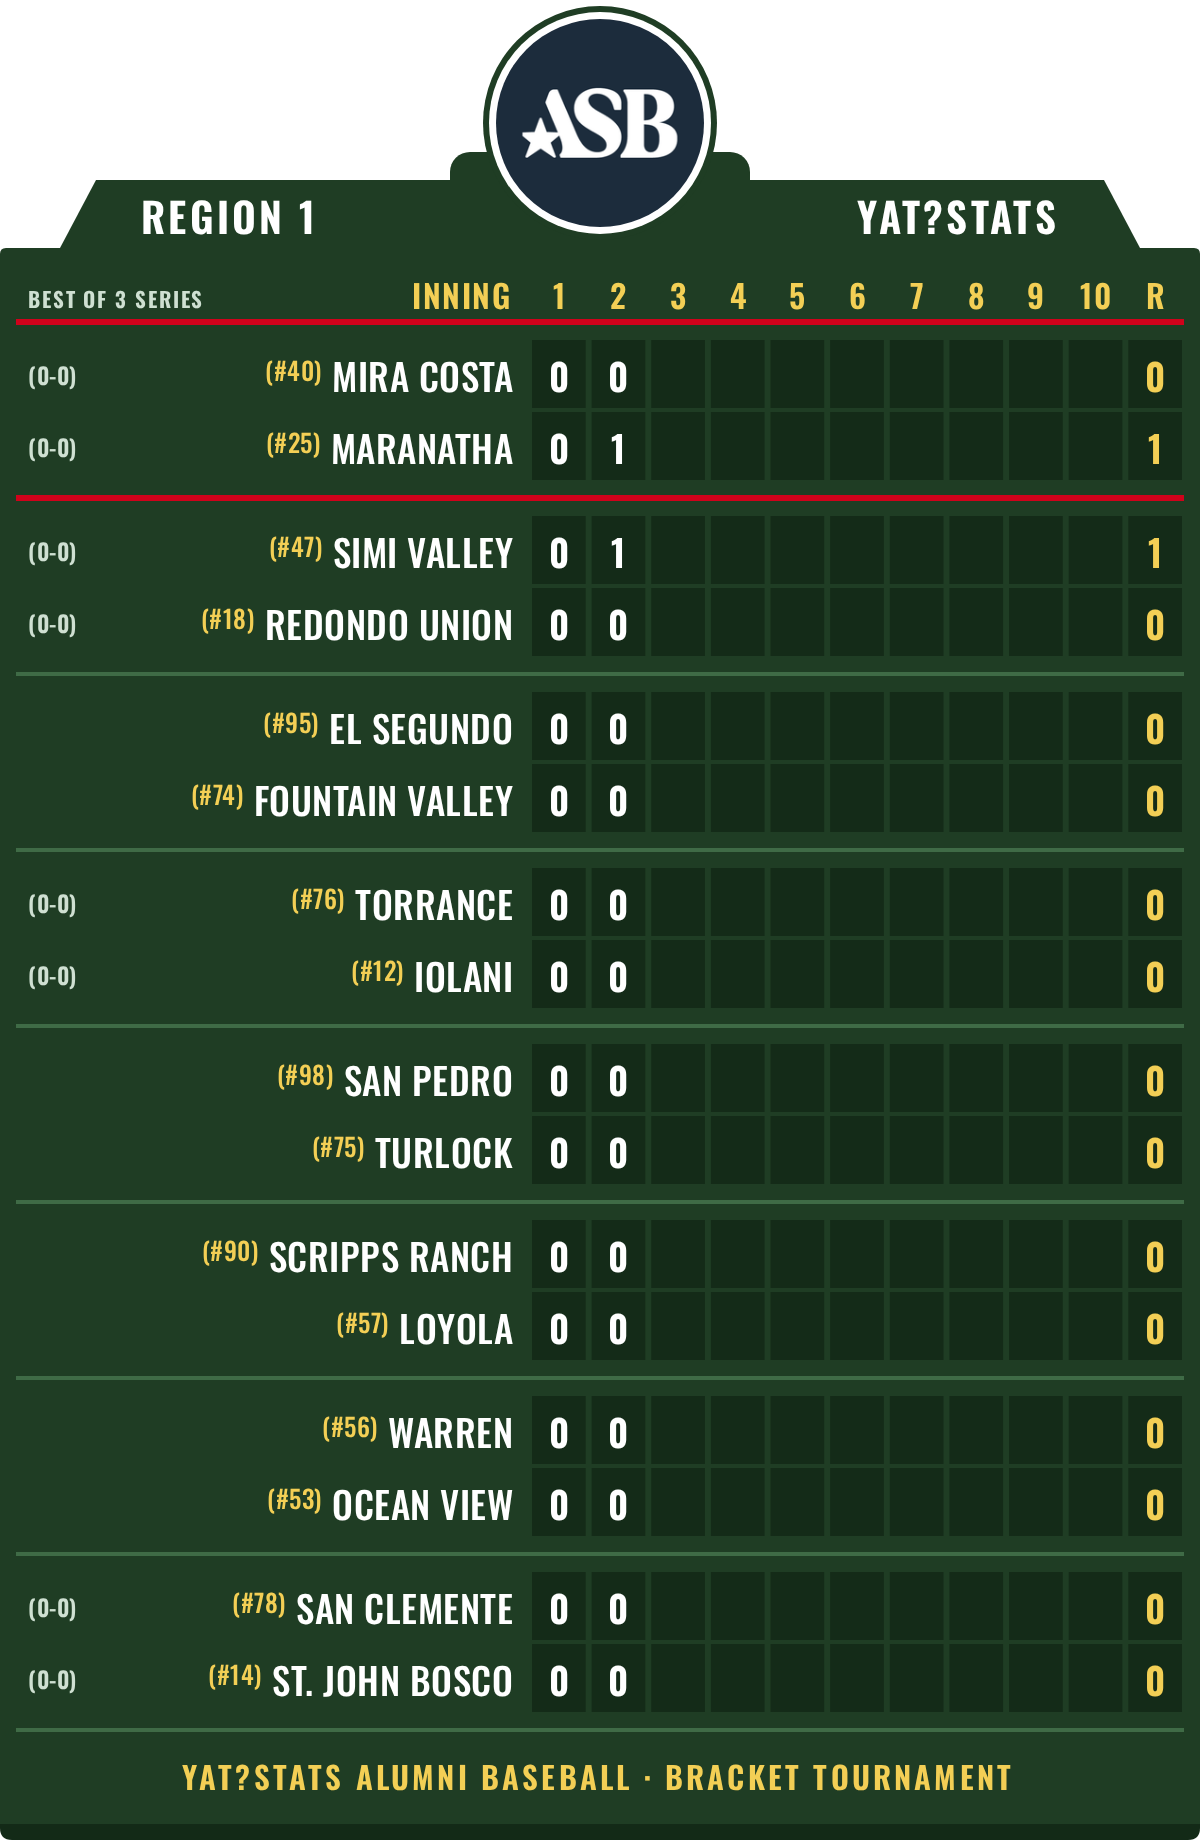 ASB
REGION 1 YAT?STATS
BEST OF 3 SERIES INNING 1 2 3 4 5 6 7 8 9 10 R
(0-0) (#40) MIRA COSTA 0 0 0
(0-0) (#25) MARANATHA 0 1 1
(0-0) (#47) SIMI VALLEY 0 1 1
(0-0) (#18) REDONDO UNION 0 0 0
(#95) EL SEGUNDO 0 0 0
(#74) FOUNTAIN VALLEY 0 0 0
(0-0) (#76) TORRANCE 0 0 0
(0-0) (#12) IOLANI 0 0 0
(#98) SAN PEDRO 0 0 0
(#75) TURLOCK 0 0 0
(#90) SCRIPPS RANCH 0 0 0
(#57) LOYOLA 0 0 0
(#56) WARREN 0 0 0
(#53) OCEAN VIEW 0 0 0
(0-0) (#78) SAN CLEMENTE 0 0 0
(0-0) (#14) ST. JOHN BOSCO 0 0 0
YAT?STATS ALUMNI BASEBALL · BRACKET TOURNAMENT